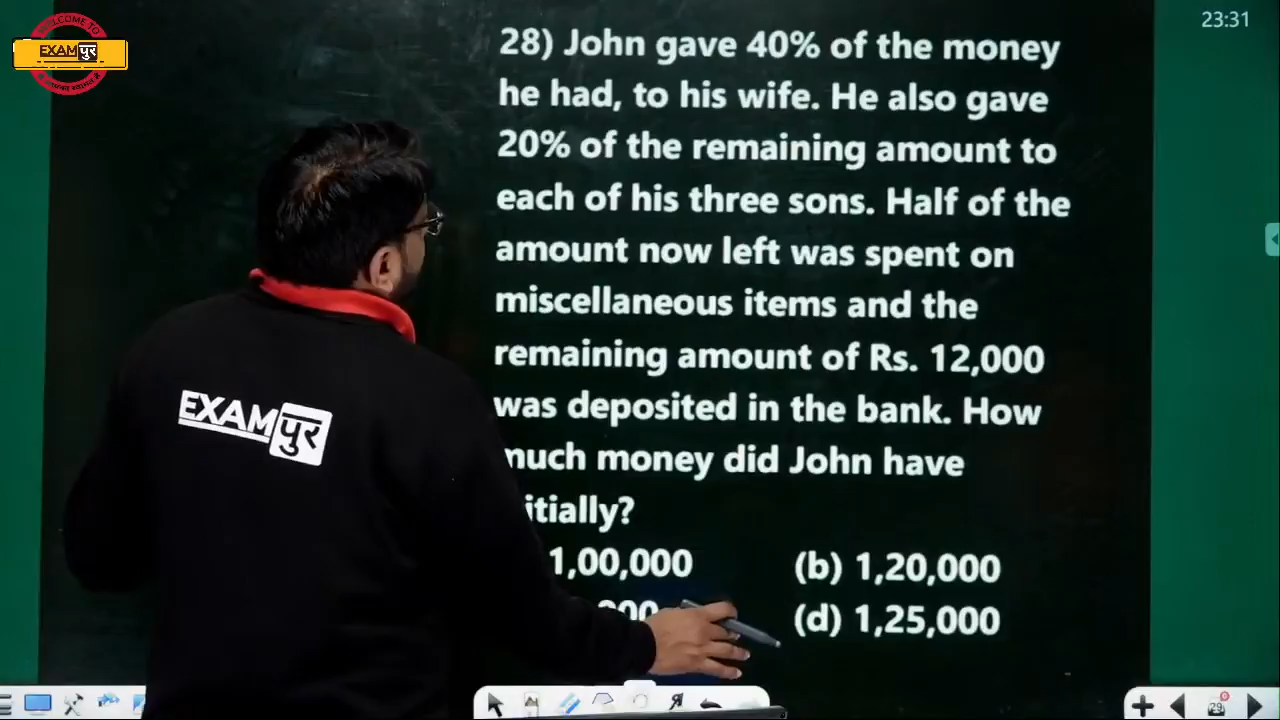 23:31
EXAMपुर
28) John gave 40% of the money
he had, to his wife. He also gave
20% of the remaining amount to
each of his three sons. Half of the
amount now left was spent on
miscellaneous items and the
remaining amount of Rs. 12,000
was deposited in the bank. How
much money did John have
itially?
1,00,000 (b) 1,20,000
(d) 1,25,000
EXAMपुर
29